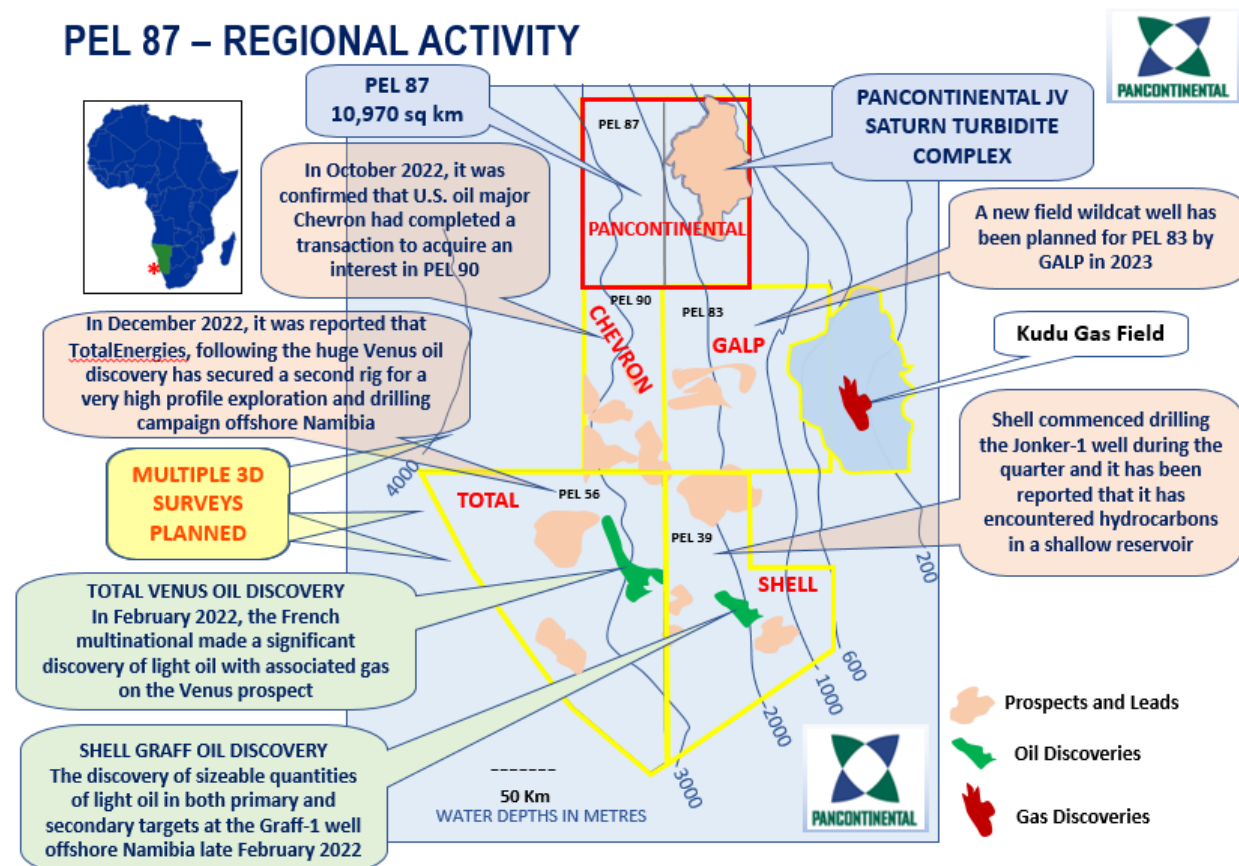 PEL 87 – REGIONAL ACTIVITY
PANCONTINENTAL
PEL 87
10,970 sq km
PANCONTINENTAL JV
SATURN TURBIDITE
COMPLEX
PEL 87
PANCONTINENTAL
In October 2022, it was
confirmed that U.S. oil major
Chevron had completed a
transaction to acquire an
interest in PEL 90
A new field wildcat well has
been planned for PEL 83 by
GALP in 2023
*
PEL 90
CHEVRON
PEL 83
GALP
Kudu Gas Field
In December 2022, it was reported that
TotalEnergies, following the huge Venus oil
discovery has secured a second rig for a
very high profile exploration and drilling
campaign offshore Namibia
Shell commenced drilling
the Jonker-1 well during the
quarter and it has been
reported that it has
encountered hydrocarbons
in a shallow reservoir
MULTIPLE 3D
SURVEYS
PLANNED
4000
TOTAL
PEL 56
PEL 39
SHELL
200
TOTAL VENUS OIL DISCOVERY
In February 2022, the French
multinational made a significant
discovery of light oil with associated gas
on the Venus prospect
600
1000
2000
3000
SHELL GRAFF OIL DISCOVERY
The discovery of sizeable quantities
of light oil in both primary and
secondary targets at the Graff-1 well
offshore Namibia late February 2022
50 Km
WATER DEPTHS IN METRES
PANCONTINENTAL
Prospects and Leads
Oil Discoveries
Gas Discoveries